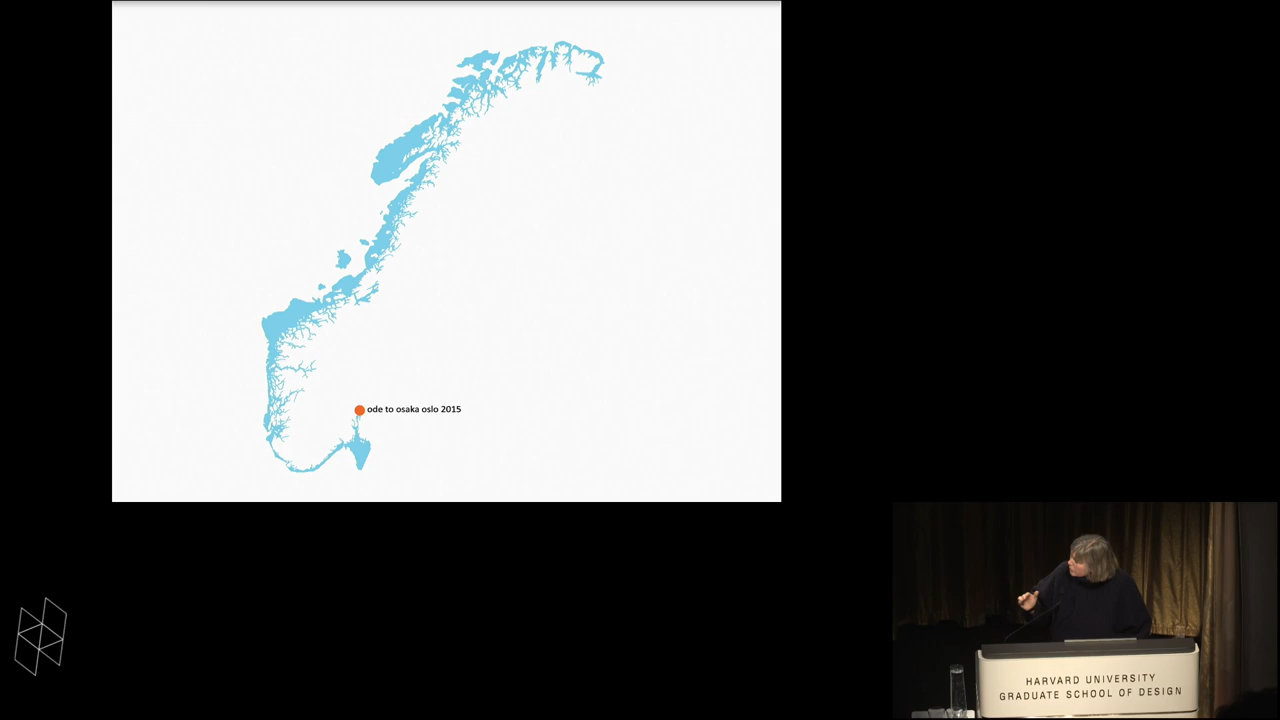 ode to osaka oslo 2015
HARVARD UNIVERSITY
GRADUATE SCHOOL OF DESIGN